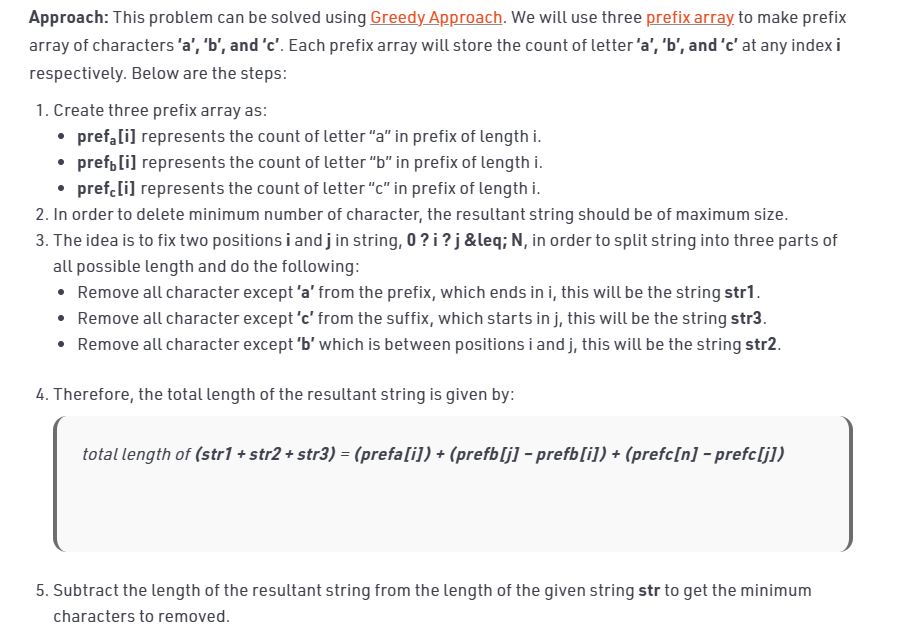 Approach: This problem can be solved using Greedy Approach. We will use three prefix array to make prefix
array of characters ‘a’, ‘b’, and ‘c’. Each prefix array will store the count of letter ‘a’, ‘b’, and ‘c’ at any index i
respectively. Below are the steps:
1. Create three prefix array as:
• prefₐ[i] represents the count of letter “a” in prefix of length i.
• pref_b[i] represents the count of letter “b” in prefix of length i.
• pref_c[i] represents the count of letter “c” in prefix of length i.
2. In order to delete minimum number of character, the resultant string should be of maximum size.
3. The idea is to fix two positions i and j in string, 0 ? i ? j &leq; N, in order to split string into three parts of
all possible length and do the following:
• Remove all character except ‘a’ from the prefix, which ends in i, this will be the string str1.
• Remove all character except ‘c’ from the suffix, which starts in j, this will be the string str3.
• Remove all character except ‘b’ which is between positions i and j, this will be the string str2.
4. Therefore, the total length of the resultant string is given by:
total length of (str1 + str2 + str3) = (prefa[i]) + (prefb[j] – prefb[i]) + (prefc[n] – prefc[j])
5. Subtract the length of the resultant string from the length of the given string str to get the minimum
characters to removed.